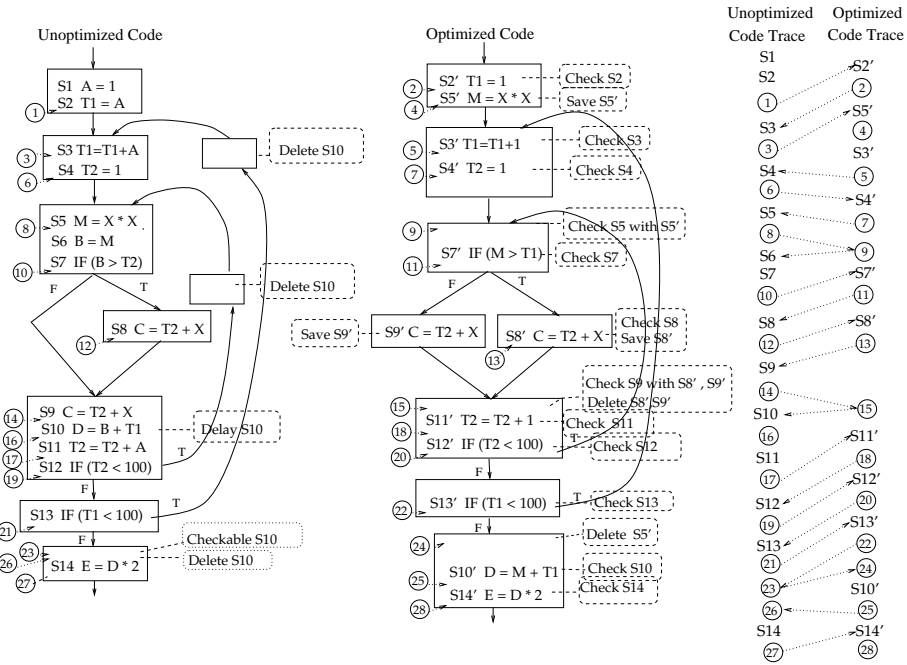 Unoptimized Code
S1 A = 1
S2 T1 = A
1
S3 T1=T1+A
S4 T2 = 1
3
6
Delete S10
S5 M = X * X
S6 B = M
S7 IF (B > T2)
8
10
F
T
Delete S10
S8 C = T2 + X
12
S9 C = T2 + X
S10 D = B + T1
S11 T2 = T2 + A
S12 IF (T2 < 100)
14
16
17
19
Delay S10
T
F
S13 IF (T1 < 100)
21
T
F
Checkable S10
Delete S10
S14 E = D * 2
23
26
27
Optimized Code
S2′ T1 = 1
S5′ M = X * X
2
4
Check S2
Save S5′
S3′ T1=T1+1
S4′ T2 = 1
5
7
Check S3
Check S4
9
S7′ IF (M > T1)
11
Check S5 with S5′
Check S7
F
T
Save S9′
S9′ C = T2 + X
S8′ C = T2 + X
13
Check S8
Save S8′
Check S9 with S8′ , S9′
Delete S8′,S9′
15
S11′ T2 = T2 + 1
S12′ IF (T2 < 100)
18
20
Check S11
T
Check S12
F
S13′ IF (T1 < 100)
22
T
Check S13
F
Delete S5′
24
S10′ D = M + T1
S14′ E = D * 2
25
28
Check S10
Check S14
Unoptimized
Code Trace
S1
S2
1
S3
3
S4
6
S5
8
S6
S7
10
S8
12
S9
14
S10
16
S11
17
S12
19
S13
21
23
26
S14
27
Optimized
Code Trace
S2′
2
S5′
4
S3′
5
S4′
7
9
S7′
11
S8′
13
15
S11′
18
S12′
20
S13′
22
24
S10′
25
S14′
28